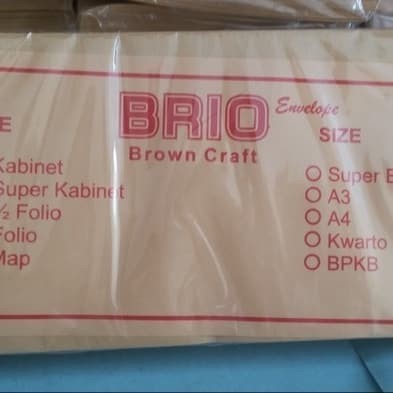 BRIO Envelope
Brown Craft
E
Kabinet
Super Kabinet
½ Folio
Folio
Map
SIZE
Super
A3
A4
Kwarto
BPKB